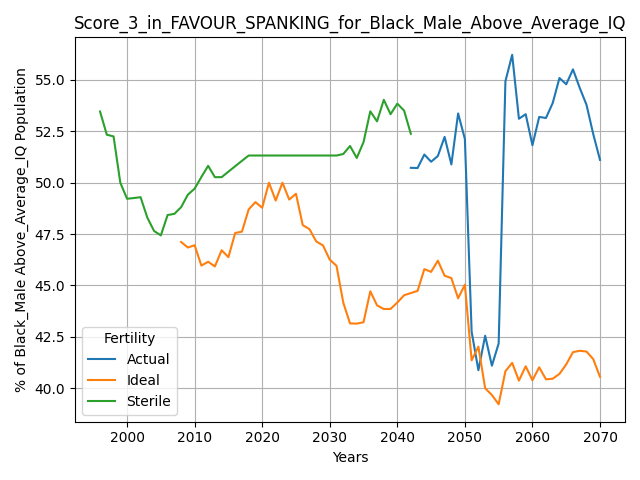 Score_3_in_FAVOUR_SPANKING_for_Black_Male_Above_Average_IQ
% of Black_Male Above_Average_IQ Population
55.0
52.5
50.0
47.5
45.0
42.5
40.0
Fertility
Actual
Ideal
Sterile
2000 2010 2020 2030 2040 2050 2060 2070
Years